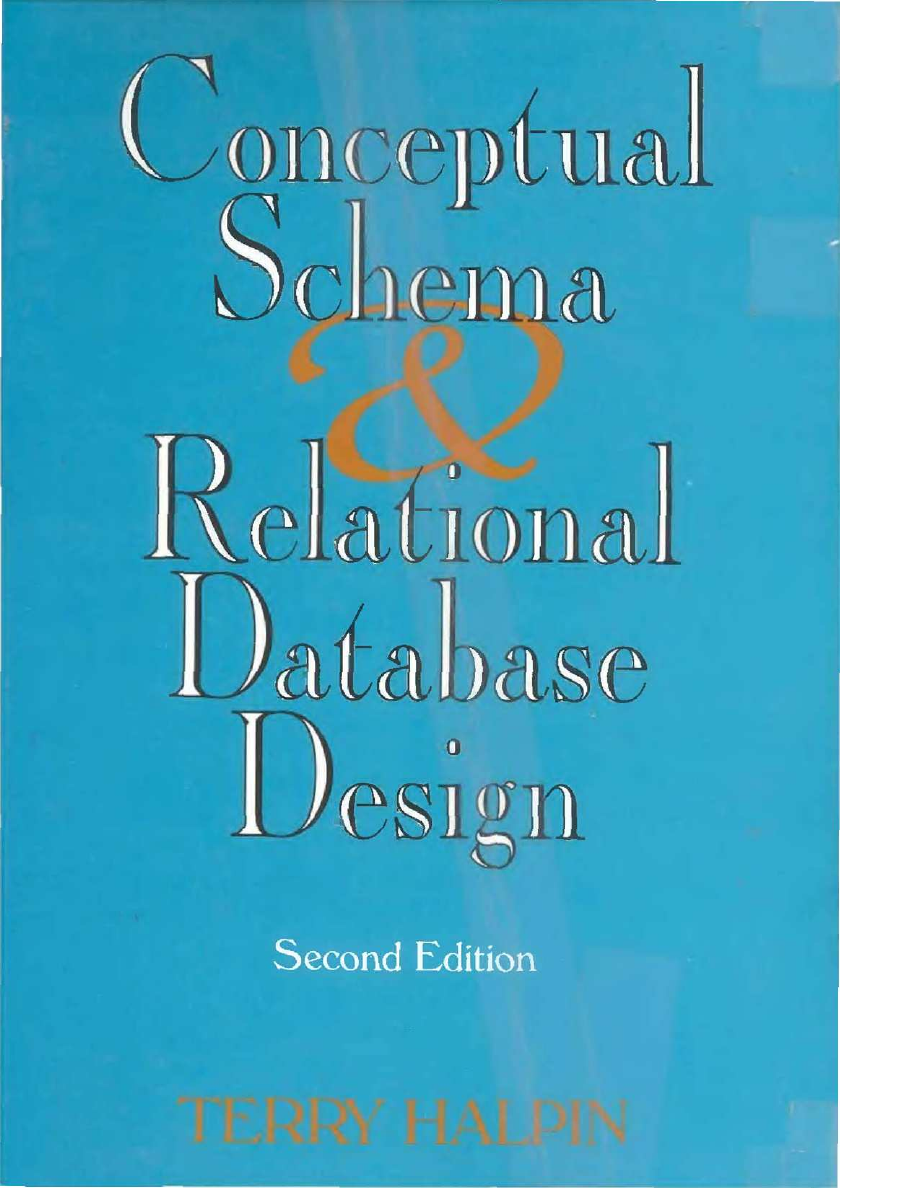 Conceptual
Schema
&
Relational
Database
Design
Second Edition
TERRY HALPIN